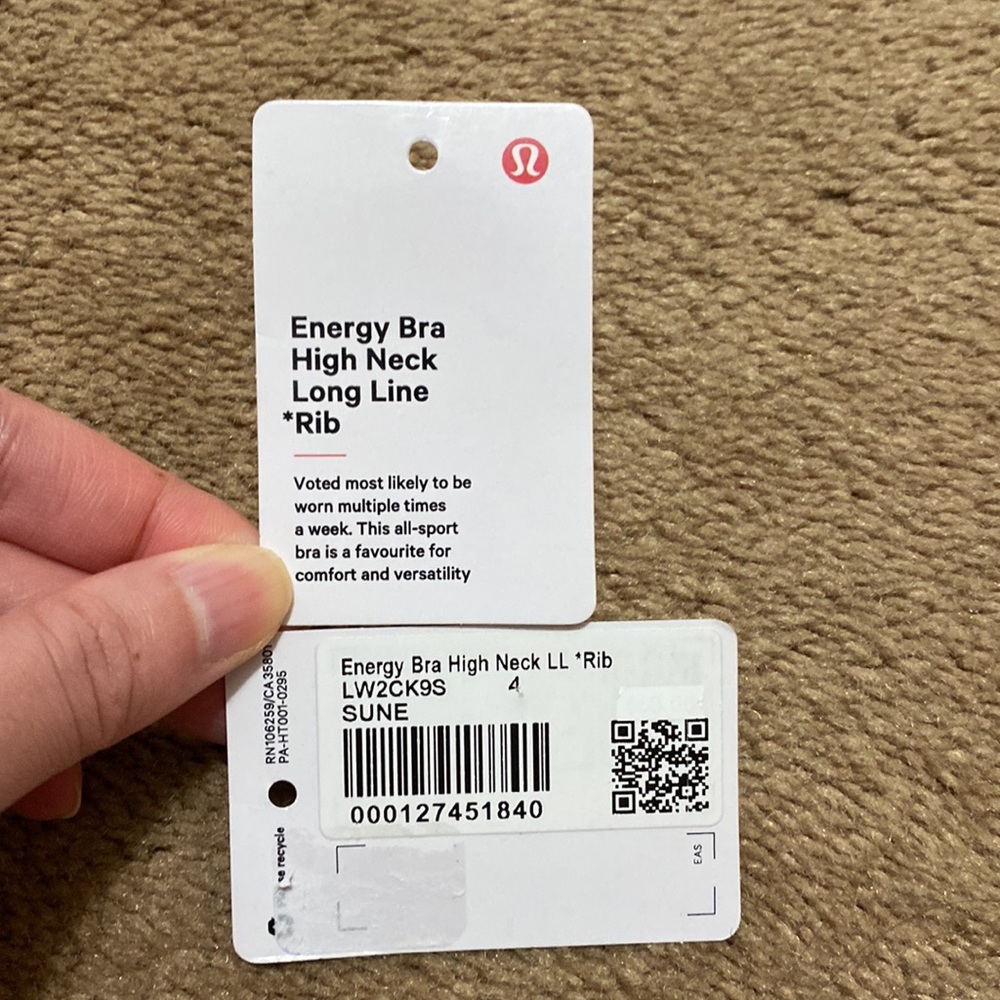 Energy Bra
High Neck
Long Line
*Rib
Voted most likely to be
worn multiple times
a week. This all-sport
bra is a favourite for
comfort and versatility
Energy Bra High Neck LL *Rib
LW2CK9S 4
SUNE
000127451840
RN106259/CA35801
PA-HT001-0295
recycle
EAS